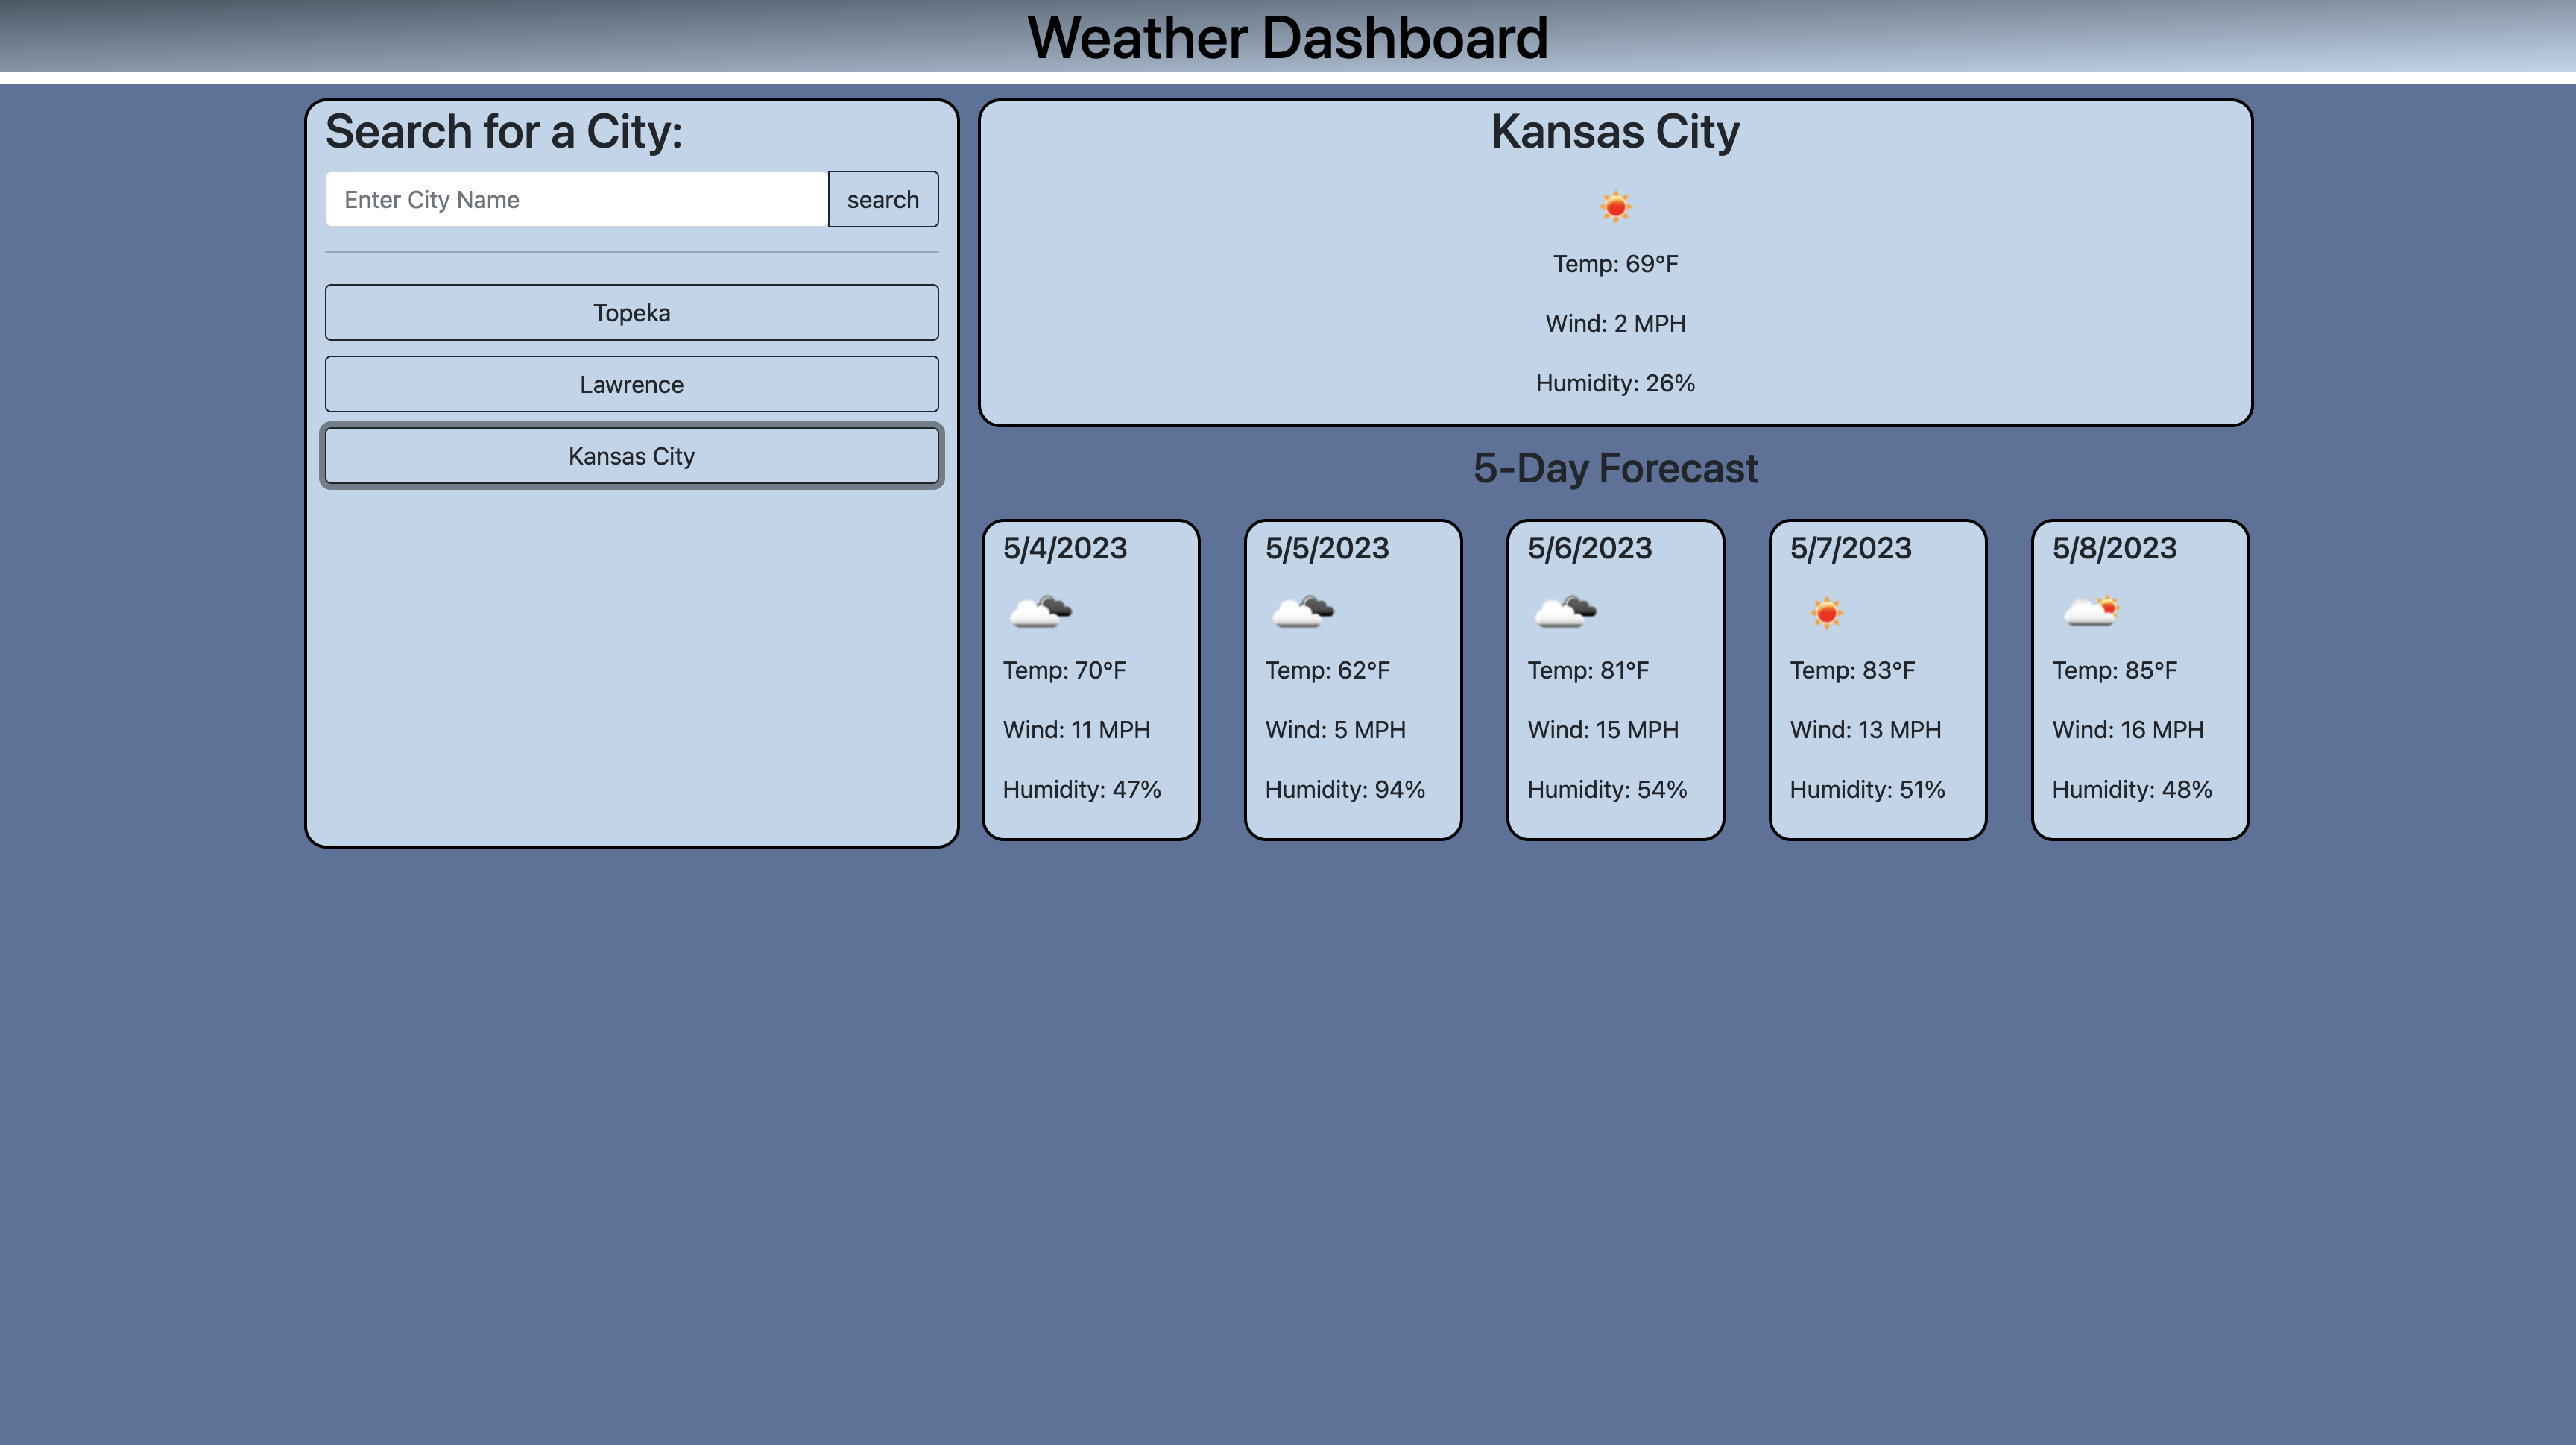 Weather Dashboard
Search for a City:
Enter City Name
search
Topeka
Lawrence
Kansas City
Kansas City
Temp: 69°F
Wind: 2 MPH
Humidity: 26%
5-Day Forecast
5/4/2023
Temp: 70°F
Wind: 11 MPH
Humidity: 47%
5/5/2023
Temp: 62°F
Wind: 5 MPH
Humidity: 94%
5/6/2023
Temp: 81°F
Wind: 15 MPH
Humidity: 54%
5/7/2023
Temp: 83°F
Wind: 13 MPH
Humidity: 51%
5/8/2023
Temp: 85°F
Wind: 16 MPH
Humidity: 48%